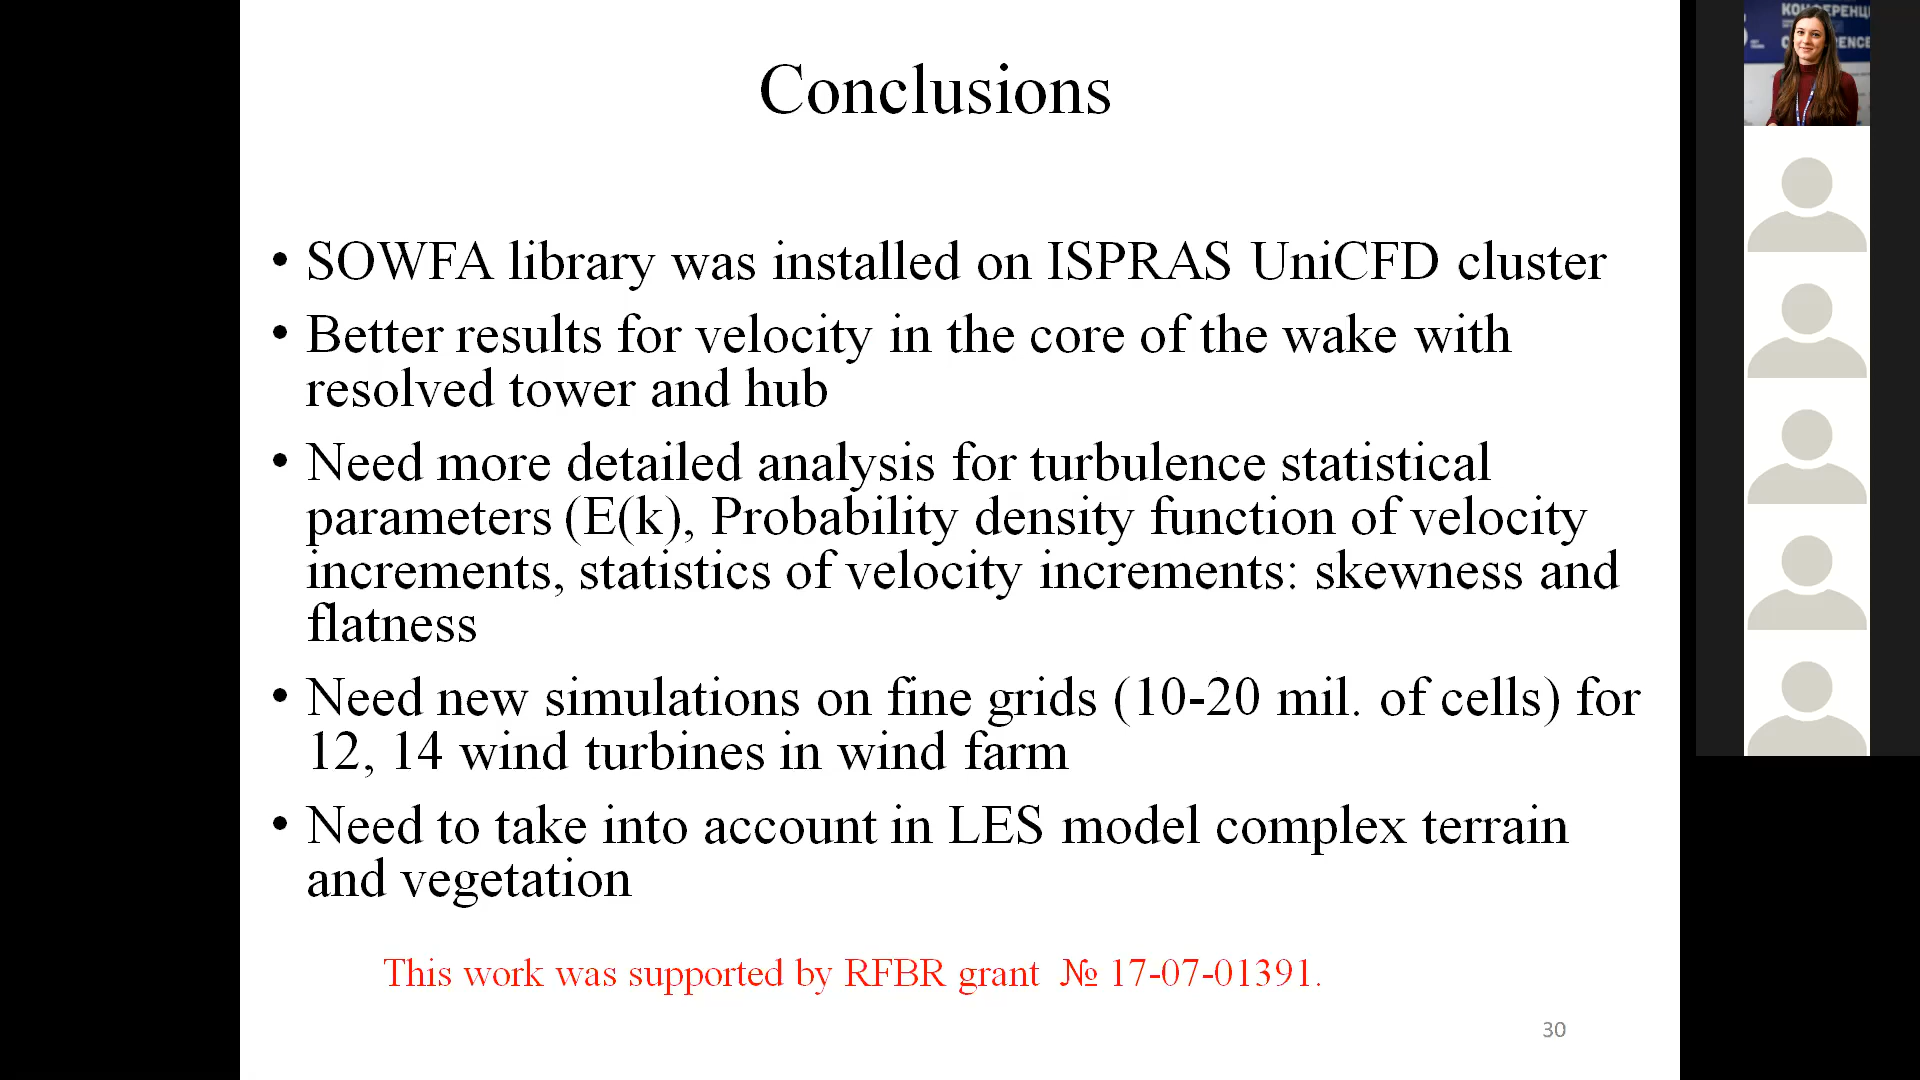 Conclusions
• SOWFA library was installed on ISPRAS UniCFD cluster
• Better results for velocity in the core of the wake with
resolved tower and hub
• Need more detailed analysis for turbulence statistical
parameters (E(k), Probability density function of velocity
increments, statistics of velocity increments: skewness and
flatness
• Need new simulations on fine grids (10-20 mil. of cells) for
12, 14 wind turbines in wind farm
• Need to take into account in LES model complex terrain
and vegetation
This work was supported by RFBR grant № 17-07-01391.
30